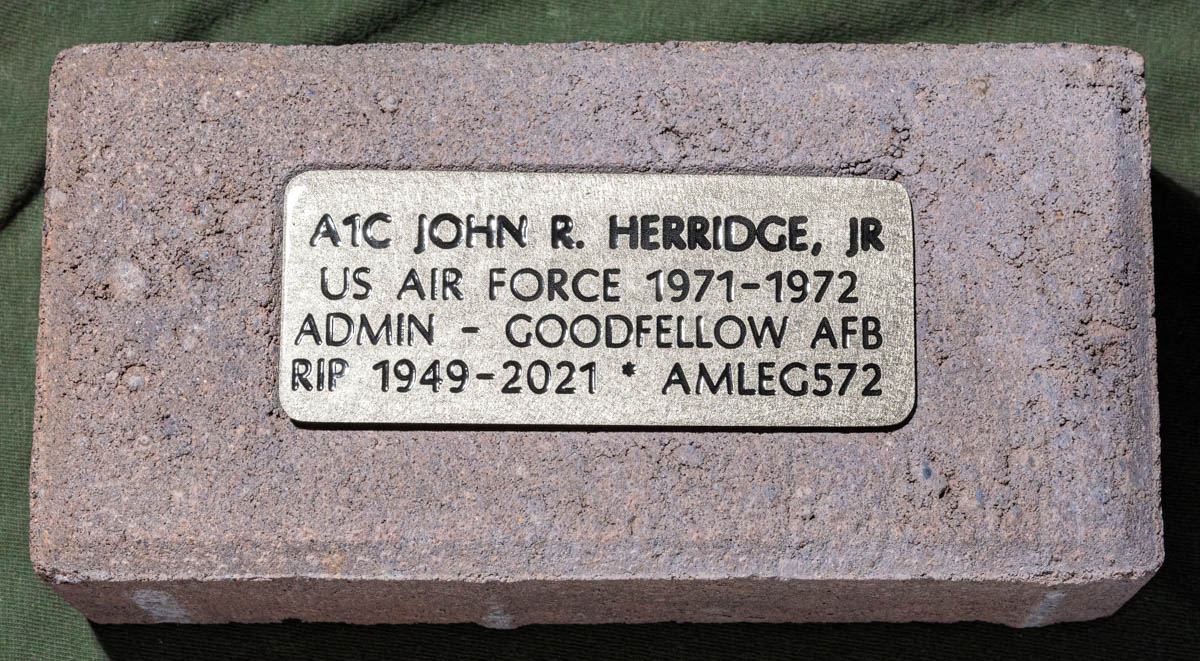 A1C JOHN R. HERRIDGE, JR
US AIR FORCE 1971-1972
ADMIN - GOODFELLOW AFB
RIP 1949-2021 * AMLEG572